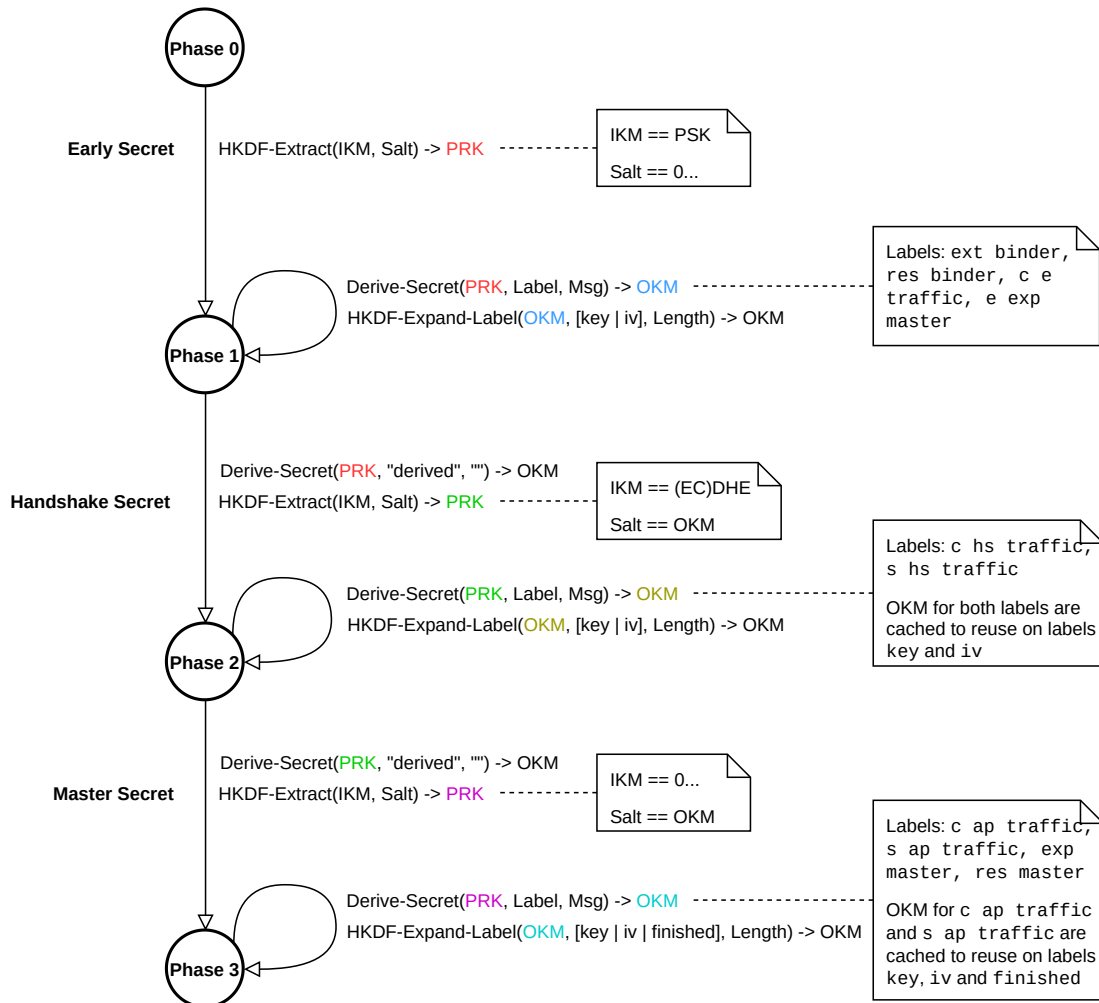 Phase 0
Early Secret
HKDF-Extract(IKM, Salt) -> PRK
IKM == PSK
Salt == 0...
Derive-Secret(PRK, Label, Msg) -> OKM
HKDF-Expand-Label(OKM, [key | iv], Length) -> OKM
Labels: ext binder,
res binder, c e
traffic, e exp
master
Phase 1
Derive-Secret(PRK, "derived", "") -> OKM
Handshake Secret
HKDF-Extract(IKM, Salt) -> PRK
IKM == (EC)DHE
Salt == OKM
Derive-Secret(PRK, Label, Msg) -> OKM
HKDF-Expand-Label(OKM, [key | iv], Length) -> OKM
Labels: c hs traffic,
s hs traffic
OKM for both labels are
cached to reuse on labels
key and iv
Phase 2
Derive-Secret(PRK, "derived", "") -> OKM
Master Secret
HKDF-Extract(IKM, Salt) -> PRK
IKM == 0...
Salt == OKM
Derive-Secret(PRK, Label, Msg) -> OKM
HKDF-Expand-Label(OKM, [key | iv | finished], Length) -> OKM
Labels: c ap traffic,
s ap traffic, exp
master, res master
OKM for c ap traffic
and s ap traffic are
cached to reuse on labels
key, iv and finished
Phase 3